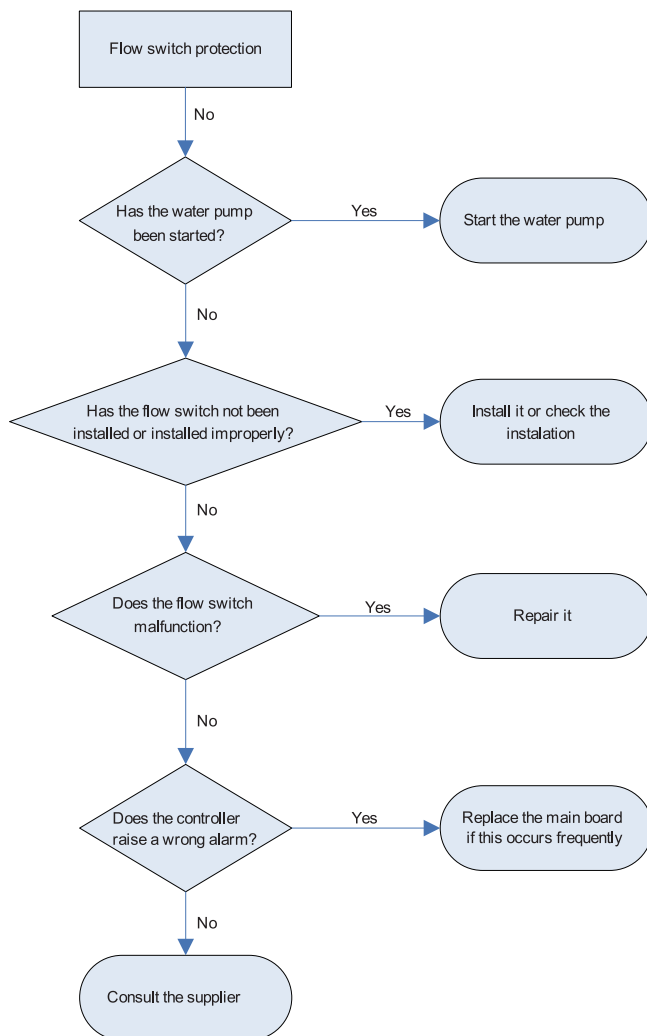 Flow switch protection
No
Has the water pump
been started?
Yes
Start the water pump
No
Has the flow switch not been
installed or installed improperly?
Yes
Install it or check the
instalation
No
Does the flow switch
malfunction?
Yes
Repair it
No
Does the controller
raise a wrong alarm?
Yes
Replace the main board
if this occurs frequently
No
Consult the supplier